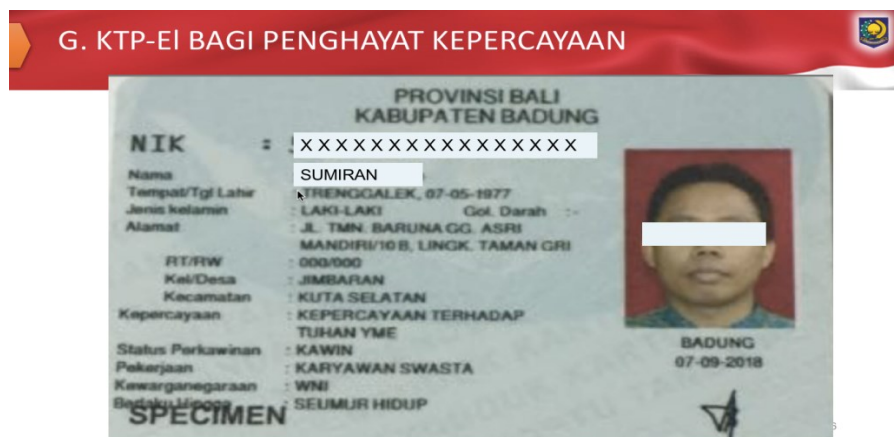 G. KTP-El BAGI PENGHAYAT KEPERCAYAAN
PROVINSI BALI
KABUPATEN BADUNG
NIK : X X X X X X X X X X X X X X X X
Nama SUMIRAN
Tempat/Tgl Lahir : TRENGGALEK, 07-05-1977
Jenis kelamin : LAKI-LAKI Gol. Darah :-
Alamat : JL. TMN. BARUNA GG. ASRI
MANDIRI/10 B, LINGK. TAMAN GRI
RT/RW : 000/000
Kel/Desa : JIMBARAN
Kecamatan : KUTA SELATAN
Kepercayaan : KEPERCAYAAN TERHADAP
TUHAN YME
Status Perkawinan : KAWIN
Pekerjaan : KARYAWAN SWASTA
Kewarganegaraan : WNI
Berlaku Hingga : SEUMUR HIDUP
SPECIMEN
BADUNG
07-09-2018